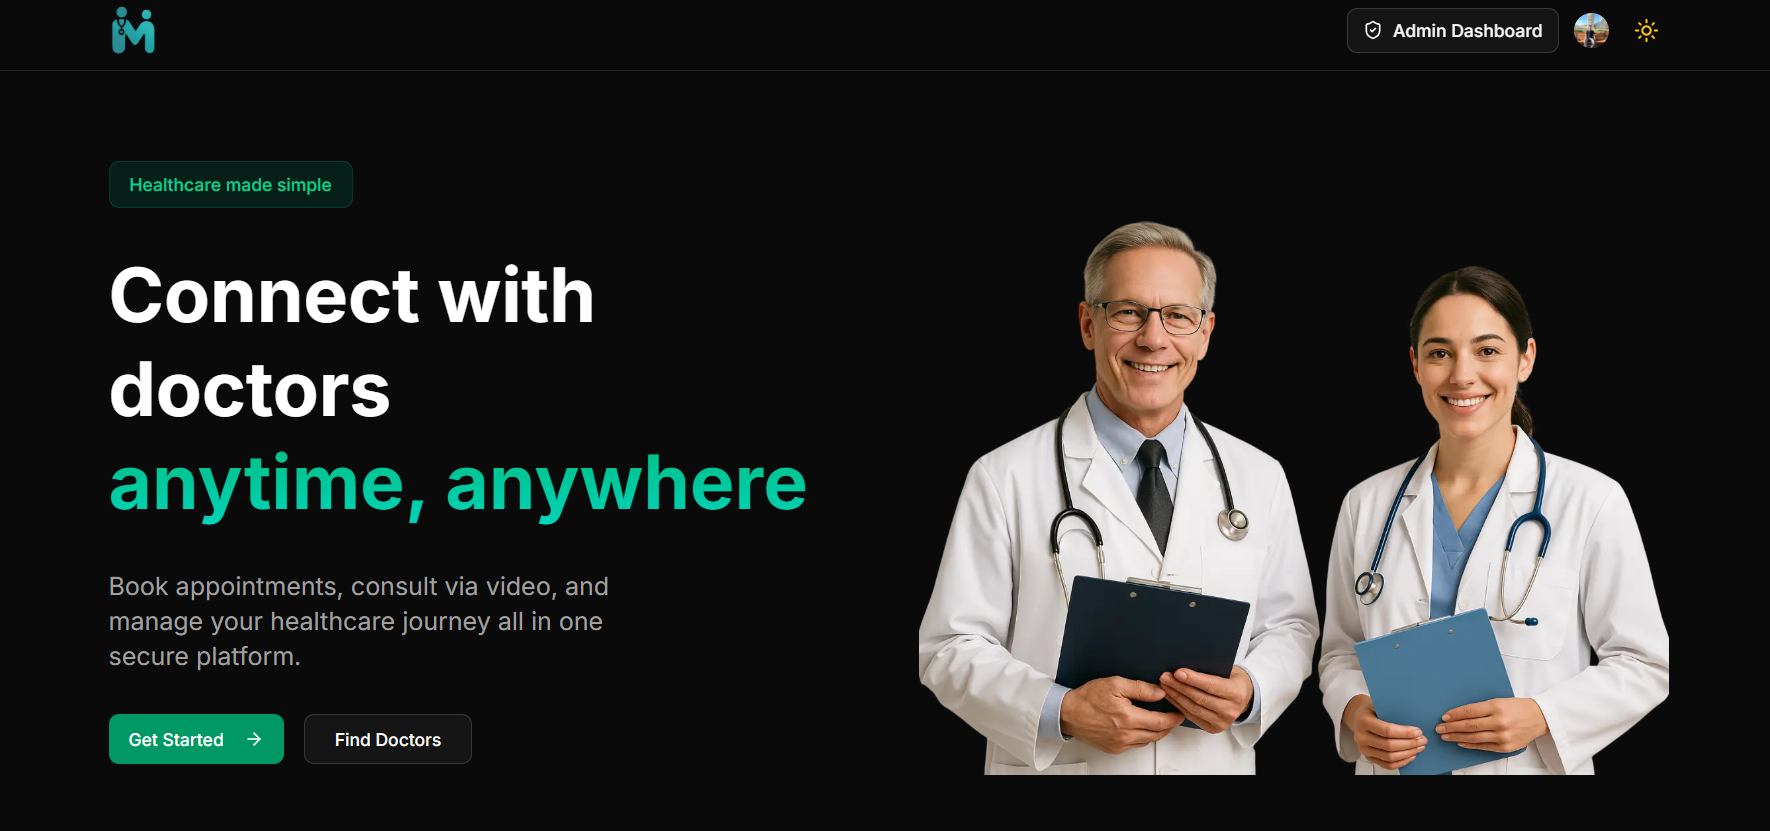 Admin Dashboard
Healthcare made simple
Connect with
doctors
anytime, anywhere
Book appointments, consult via video, and
manage your healthcare journey all in one
secure platform.
Get Started
Find Doctors